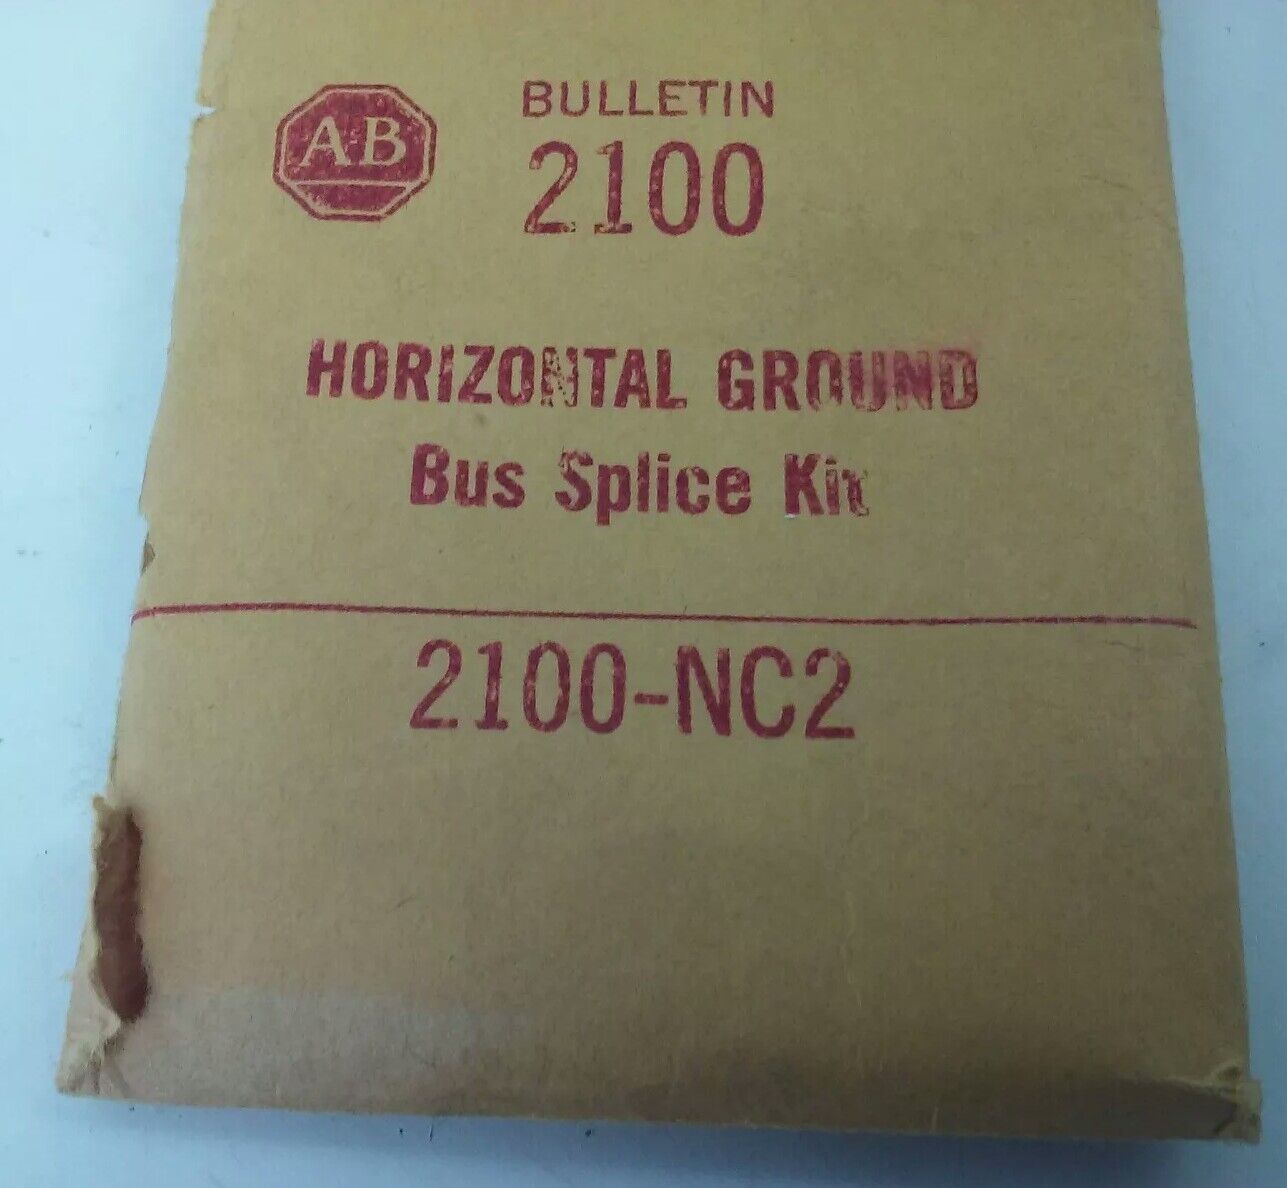 AB
BULLETIN
2100
HORIZONTAL GROUND
Bus Splice Kit
2100-NC2